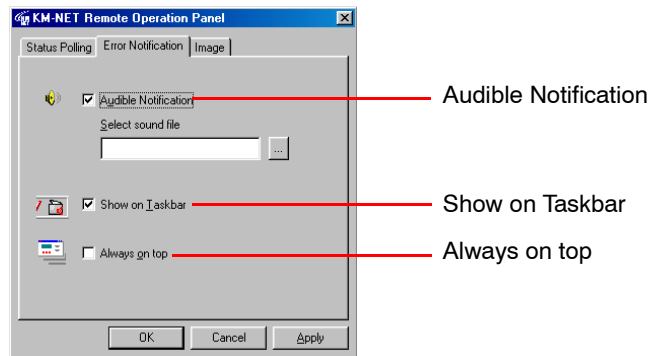 KM-NET Remote Operation Panel
Status Polling Error Notification Image
Audible Notification
Audible Notification
Select sound file
...
Show on Taskbar
Show on Taskbar
Always on top
Always on top
OK Cancel Apply